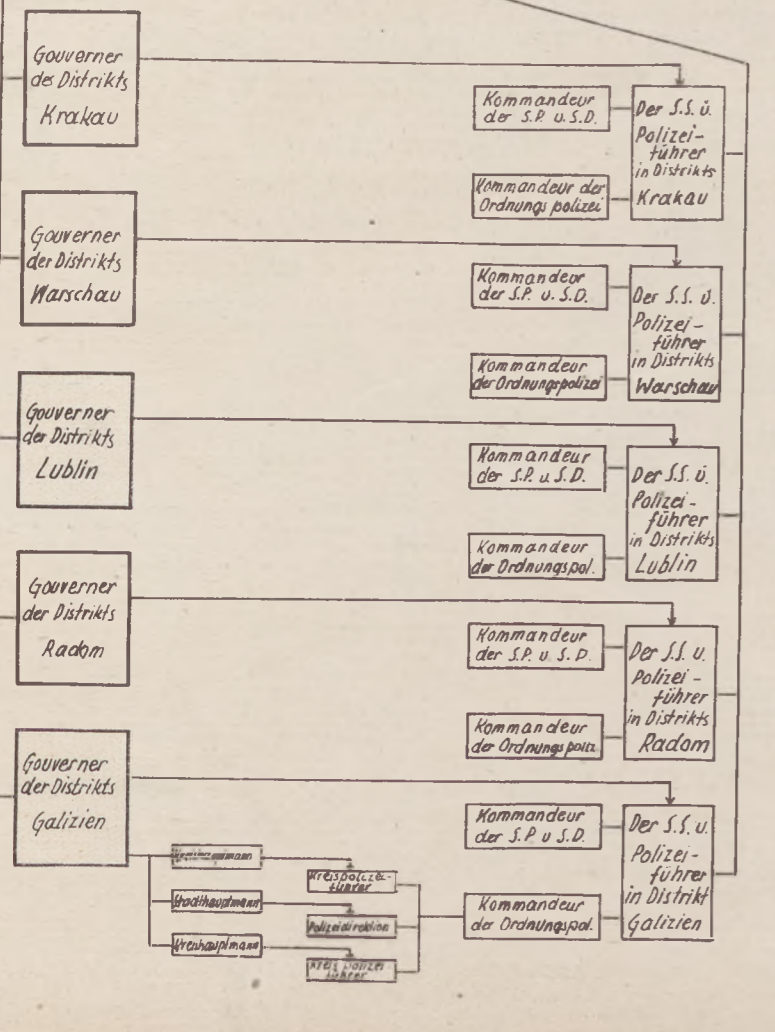 Gouverner
des Distrikts
Krakau
Kommandeur
der S.P. u. S.D.
Kommandeur der
Ordnungspolizei
Der S.S. ü.
Polizei-
führer
in Distrikts
Krakau
Gouverner
der Distrikts
Warschau
Kommandeur
der S.P. u. S.D.
Kommandeur
der Ordnungspolizei
Der S.S. ü.
Polizei-
führer
in Distrikts
Warschau
Gouverner
der Distrikts
Lublin
Kommandeur
der S.P. u. S.D.
Kommandeur
der Ordnungspol.
Der S.S. ü.
Polizei-
führer
in Distrikts
Lublin
Gouverner
der Distrikts
Radom
Kommandeur
der S.P. u. S.D.
Kommandeur
der Ordnungspoliz
Der S.S. u.
Polizei-
führer
in Distrikts
Radom
Gouverner
der Distrikts
Galizien
Stadthauptmann
Kreishauptmann
Kreispolizei-
führer
Polizeidirektion
Kreis polizei-
führer
Kommandeur
der S.P. u S.D.
Kommandeur
der Ordnungspol.
Der S.S. u.
Polizei-
führer
in Distrikt
Galizien